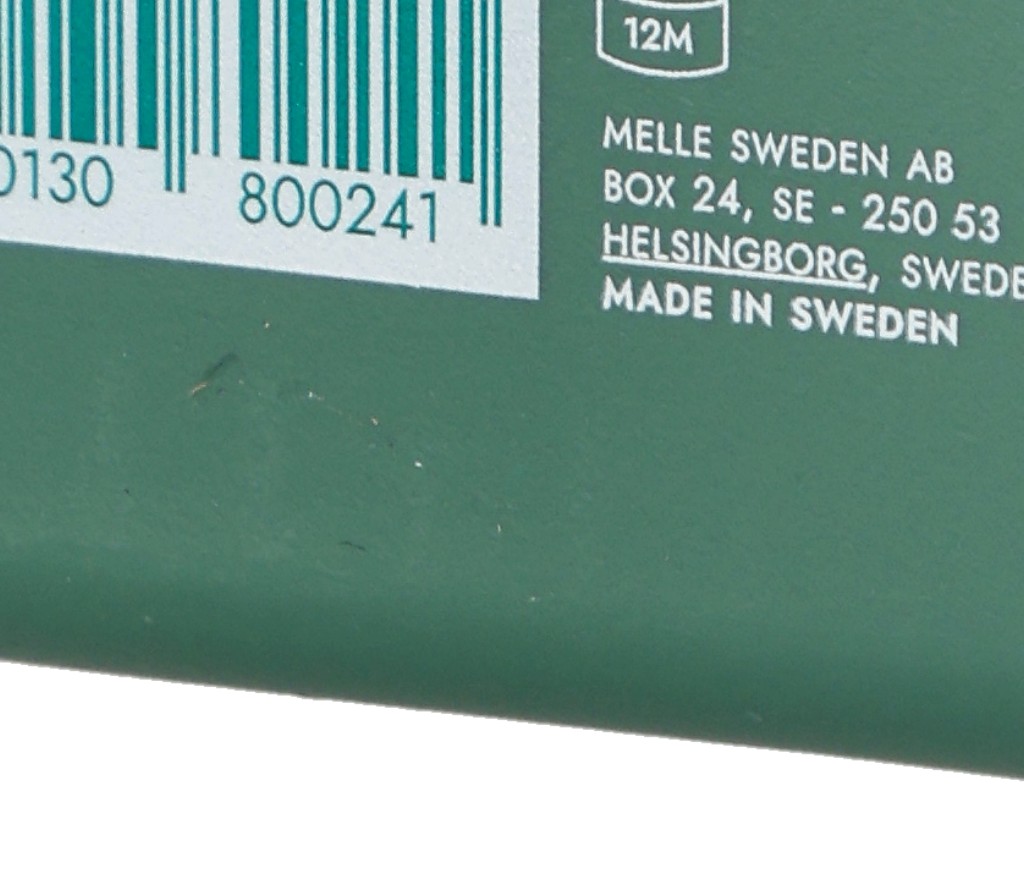 12M
0130 800241
MELLE SWEDEN AB
BOX 24, SE - 250 53
HELSINGBORG, SWEDE
MADE IN SWEDEN